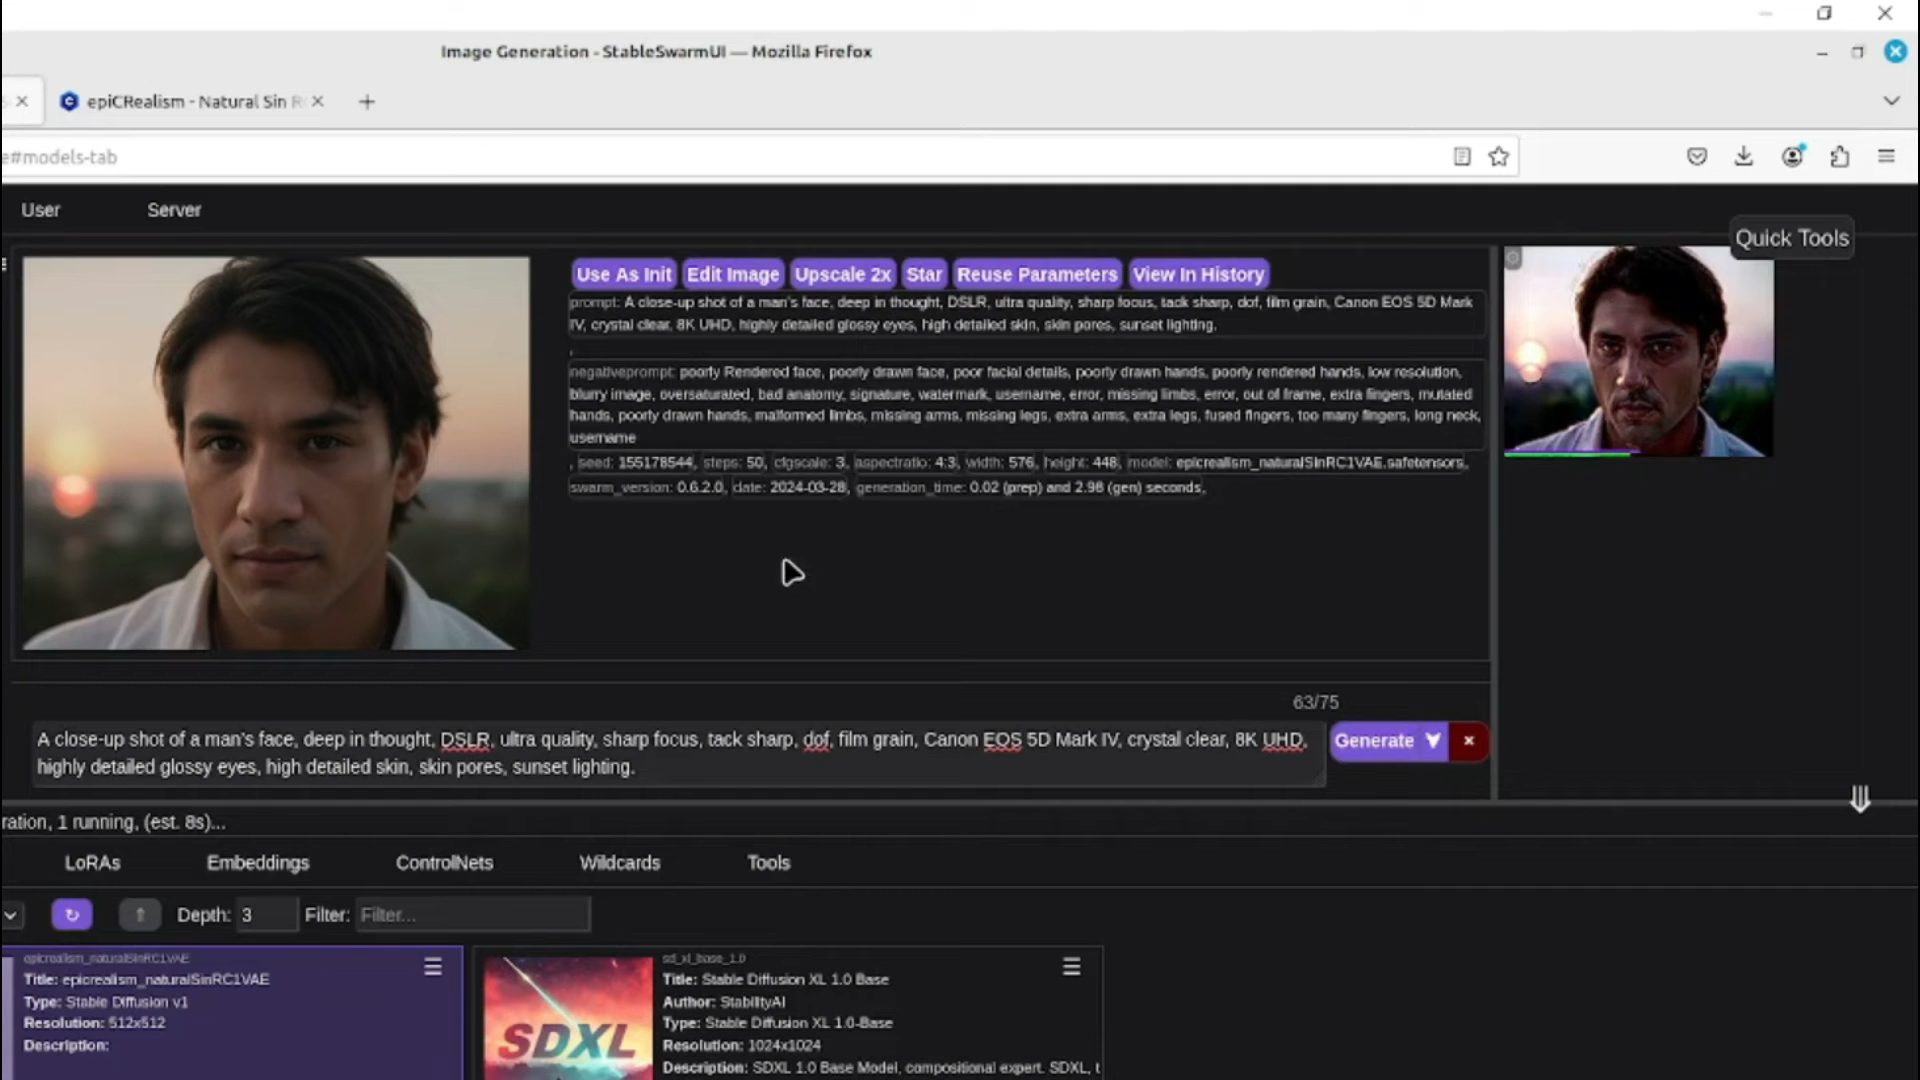 Image Generation - StableSwarmUI — Mozilla Firefox
epiCRealism - Natural Sin R
e#models-tab
User Server
Quick Tools
Use As Init Edit Image Upscale 2x Star Reuse Parameters View In History
prompt: A close-up shot of a man's face, deep in thought, DSLR, ultra quality, sharp focus, tack sharp, dof, film grain, Canon EOS 5D Mark
IV, crystal clear, 8K UHD, highly detailed glossy eyes, high detailed skin, skin pores, sunset lighting.
,
negativeprompt: poorly Rendered face, poorly drawn face, poor facial details, poorly drawn hands, poorly rendered hands, low resolution,
blurry image, oversaturated, bad anatomy, signature, watermark, username, error, missing limbs, error, out of frame, extra fingers, mutated
hands, poorly drawn hands, malformed limbs, missing arms, missing legs, extra arms, extra legs, fused fingers, too many fingers, long neck,
username
, seed: 155178544, steps: 50, cfgscale: 3, aspectratio: 4:3, width: 576, height: 448, model: epicrealism_naturalSinRC1VAE.safetensors,
swarm_version: 0.6.2.0, date: 2024-03-28, generation_time: 0.02 (prep) and 2.98 (gen) seconds,
63/75
A close-up shot of a man's face, deep in thought, DSLR, ultra quality, sharp focus, tack sharp, dof, film grain, Canon EOS 5D Mark IV, crystal clear, 8K UHD,
highly detailed glossy eyes, high detailed skin, skin pores, sunset lighting.
Generate
ration, 1 running, (est. 8s)...
LoRAs Embeddings ControlNets Wildcards Tools
Depth: 3 Filter: Filter...
epicrealism_naturalSinRC1VAE
Title: epicrealism_naturalSinRC1VAE
Type: Stable Diffusion v1
Resolution: 512x512
Description:
SDXL
sd_xl_base_1.0
Title: Stable Diffusion XL 1.0 Base
Author: StabilityAI
Type: Stable Diffusion XL 1.0-Base
Resolution: 1024x1024
Description: SDXL 1.0 Base Model, compositional expert. SDXL, t